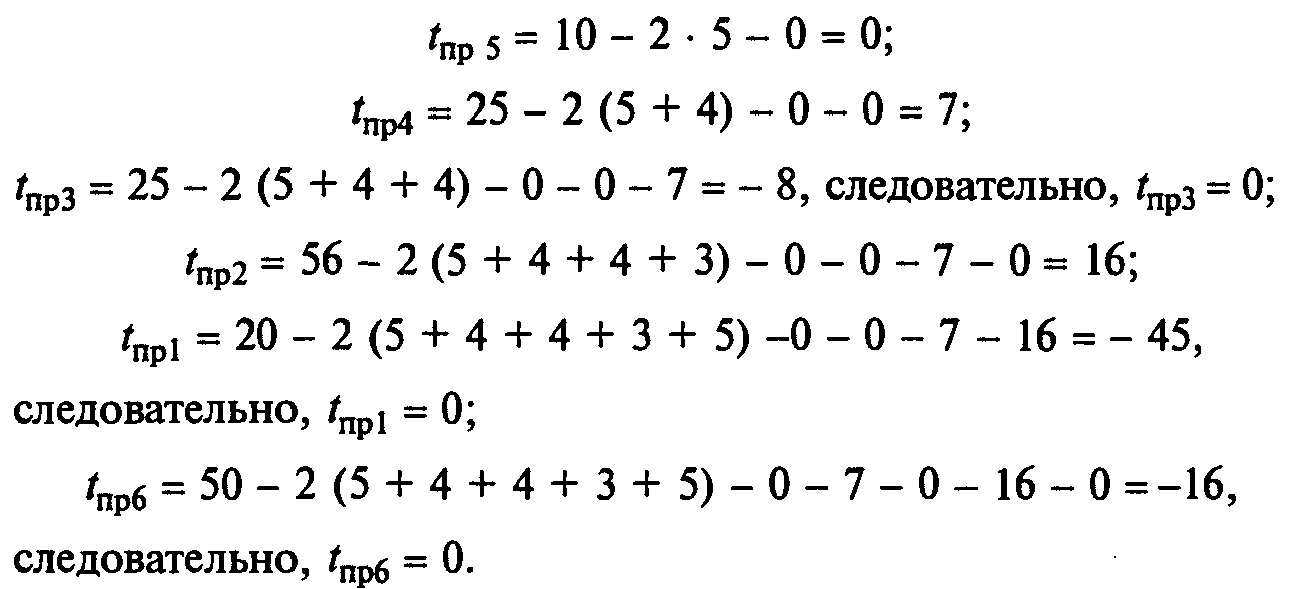 tпр 5 = 10 – 2 · 5 – 0 = 0;
tпр4 = 25 – 2 (5 + 4) – 0 – 0 = 7;
tпр3 = 25 – 2 (5 + 4 + 4) – 0 – 0 – 7 = – 8, следовательно, tпр3 = 0;
tпр2 = 56 – 2 (5 + 4 + 4 + 3) – 0 – 0 – 7 – 0 = 16;
tпр1 = 20 – 2 (5 + 4 + 4 + 3 + 5) –0 – 0 – 7 – 16 = – 45,
следовательно, tпр1 = 0;
tпр6 = 50 – 2 (5 + 4 + 4 + 3 + 5) – 0 – 7 – 0 – 16 – 0 =–16,
следовательно, tпр6 = 0.